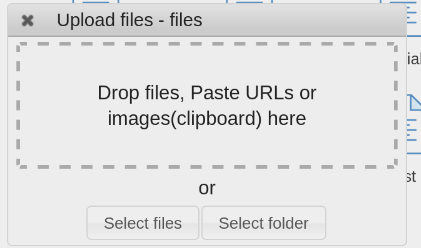 Upload files - files
Drop files, Paste URLs or
images(clipboard) here
or
Select files Select folder